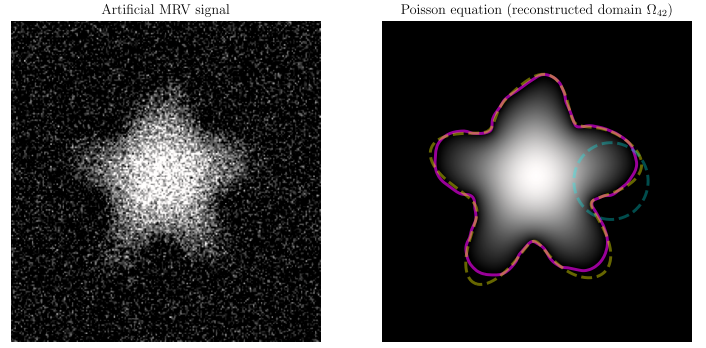 Artificial MRV signal
Poisson equation (reconstructed domain Ω₄₂)